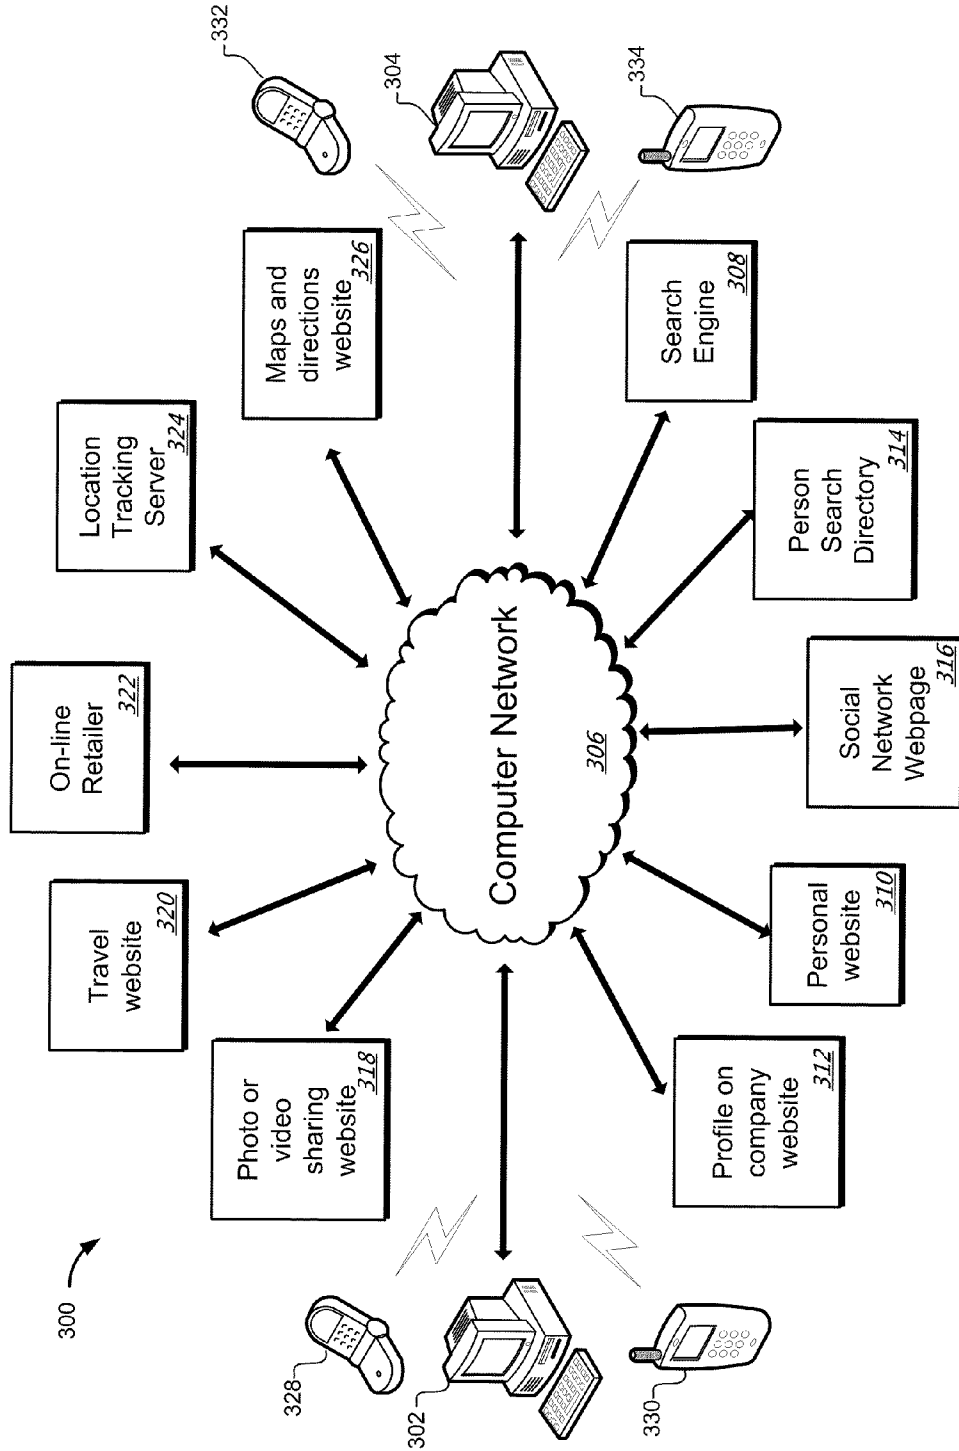 300
Photo or
video
sharing
website
318
Travel
website
320
On-line
Retailer
322
Location
Tracking
Server
324
Maps and
directions
website
326
328
302
330
Computer Network
306
332
304
334
Profile on
company
website
312
Personal
website
310
Social
Network
Webpage
316
Person
Search
Directory
314
Search
Engine
308